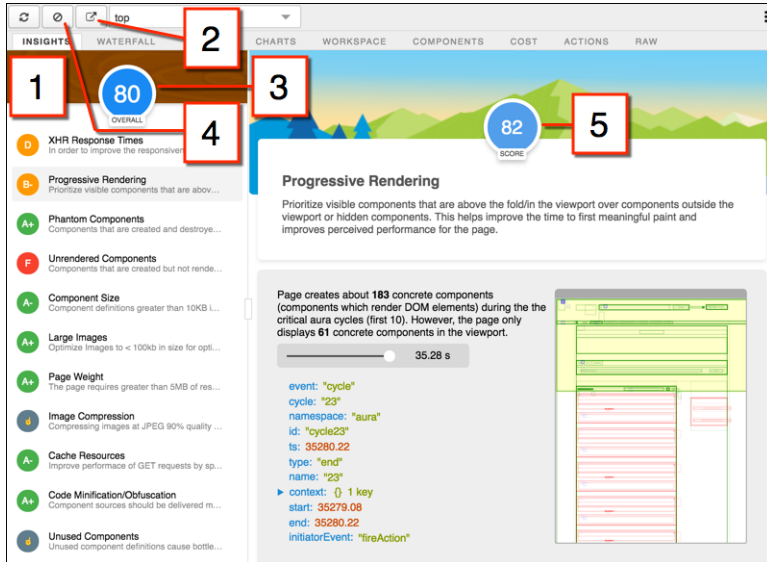 top
2
INSIGHTS WATERFALL CHARTS WORKSPACE COMPONENTS COST ACTIONS RAW
1
80
OVERALL
3
4
82
SCORE
5
D
XHR Response Times
In order to improve the responsiven
B-
Progressive Rendering
Prioritize visible components that are abov…
A+
Phantom Components
Components that are created and destroye…
F
Unrendered Components
Components that are created but not rende…
A-
Component Size
Component definitions greater than 10KB i…
A+
Large Images
Optimize Images to < 100kb in size for opti…
A+
Page Weight
The page requires greater than 5MB of res…
Image Compression
Compressing images at JPEG 90% quality …
A-
Cache Resources
Improve performace of GET requests by sp…
A+
Code Minification/Obfuscation
Component sources should be delivered m…
Unused Components
Unused component definitions cause bottle…
Progressive Rendering
Prioritize visible components that are above the fold/in the viewport over components outside the
viewport or hidden components. This helps improve the time to first meaningful paint and
improves perceived performance for the page.
Page creates about 183 concrete components
(components which render DOM elements) during the the
critical aura cycles (first 10). However, the page only
displays 61 concrete components in the viewport.
35.28 s
event: "cycle"
cycle: "23"
namespace: "aura"
id: "cycle23"
ts: 35280.22
type: "end"
name: "23"
context: {} 1 key
start: 35279.08
end: 35280.22
initiatorEvent: "fireAction"